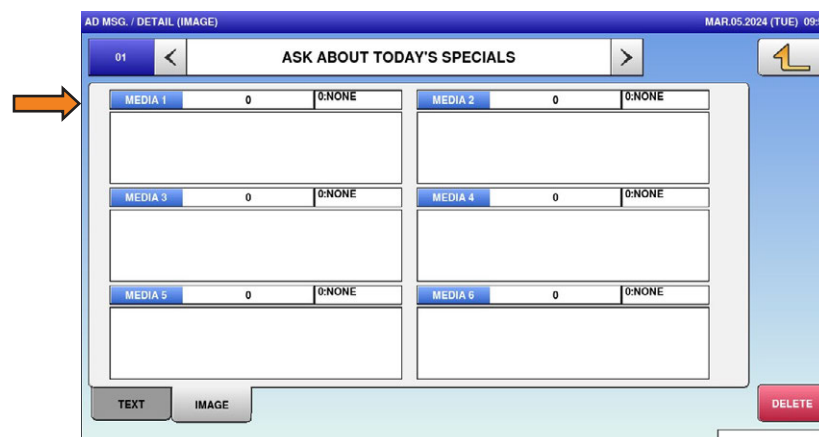 AD MSG. / DETAIL (IMAGE) MAR.05.2024 (TUE) 09:
01 < ASK ABOUT TODAY'S SPECIALS >
MEDIA 1 0 0:NONE MEDIA 2 0 0:NONE
MEDIA 3 0 0:NONE MEDIA 4 0 0:NONE
MEDIA 5 0 0:NONE MEDIA 6 0 0:NONE
TEXT IMAGE DELETE